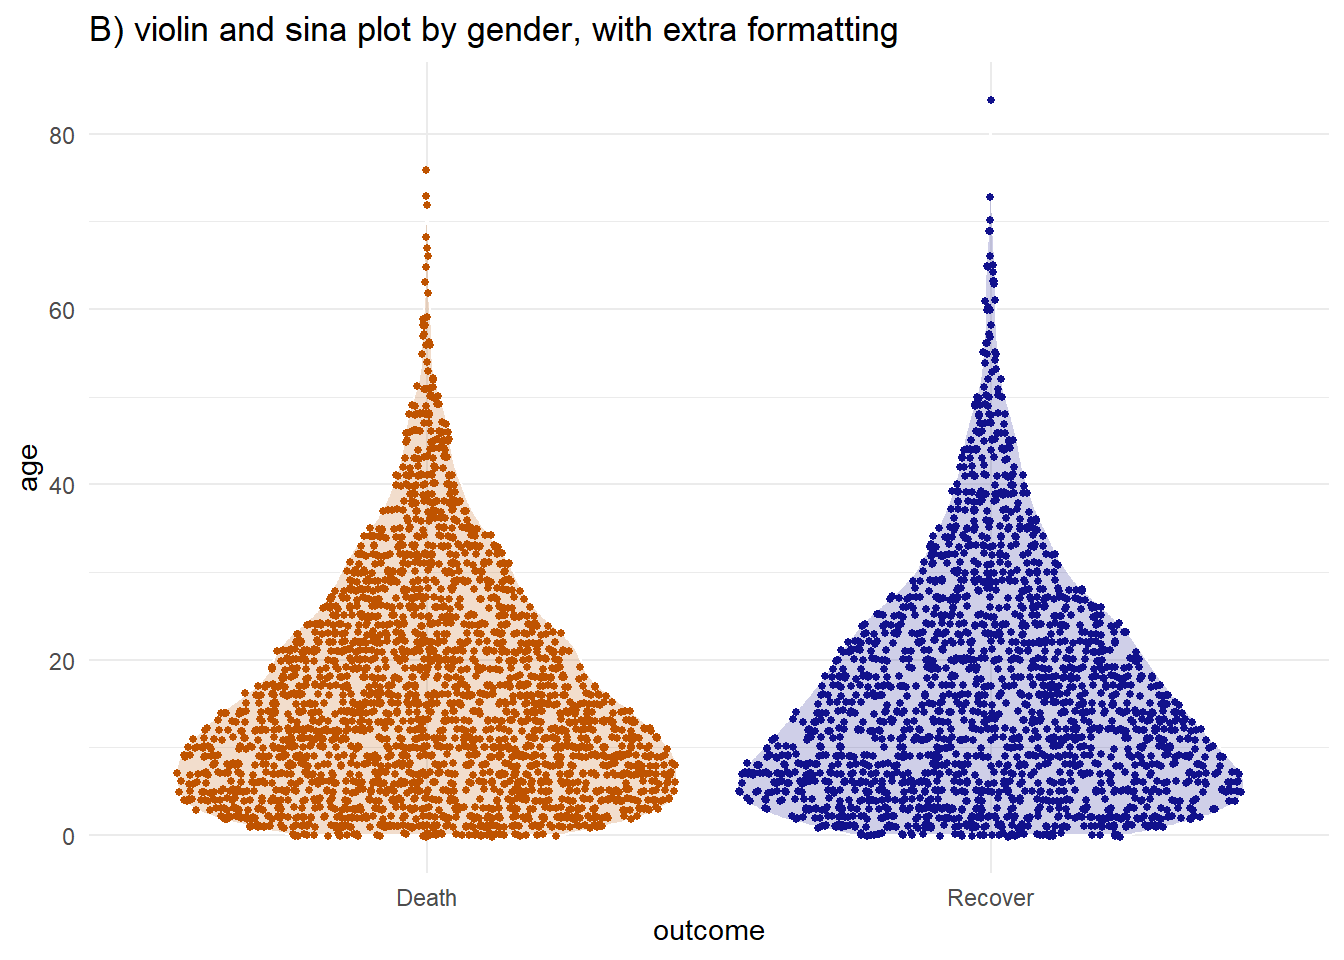 B) violin and sina plot by gender, with extra formatting
80
60
40
20
0
age
Death
Recover
outcome